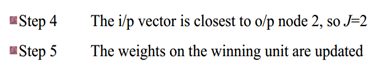 Step 4 The i/p vector is closest to o/p node 2, so J=2
Step 5 The weights on the winning unit are updated